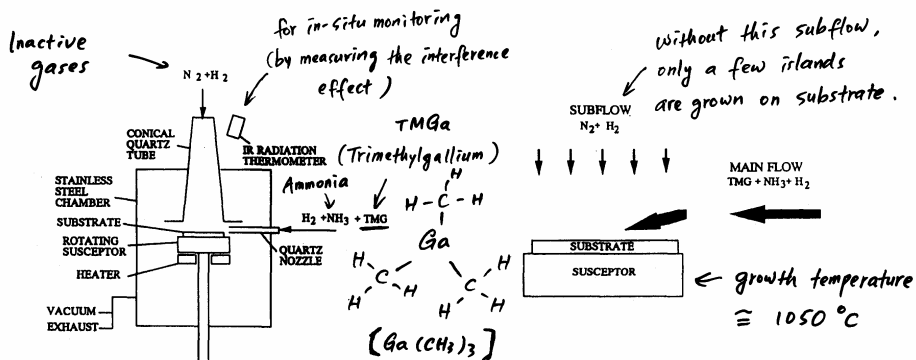 Inactive
gases
for in-situ monitoring
(by measuring the interference
effect)
without this subflow,
only a few islands
are grown on substrate.
N2+H2
CONICAL
QUARTZ
TUBE
IR RADIATION
THERMOMETER
STAINLESS
STEEL
CHAMBER
SUBSTRATE
ROTATING
SUSCEPTOR
HEATER
VACUUM
EXHAUST
TMGa
(Trimethylgallium)
Ammonia
H2 +NH3 + TMG
QUARTZ
NOZZLE
H
H-C-H
Ga
C
H
H
H
C
H
H
H
[Ga(CH3)3]
SUBFLOW
N2+ H2
MAIN FLOW
TMG + NH3+ H2
SUBSTRATE
SUSCEPTOR
growth temperature
≅ 1050 °C